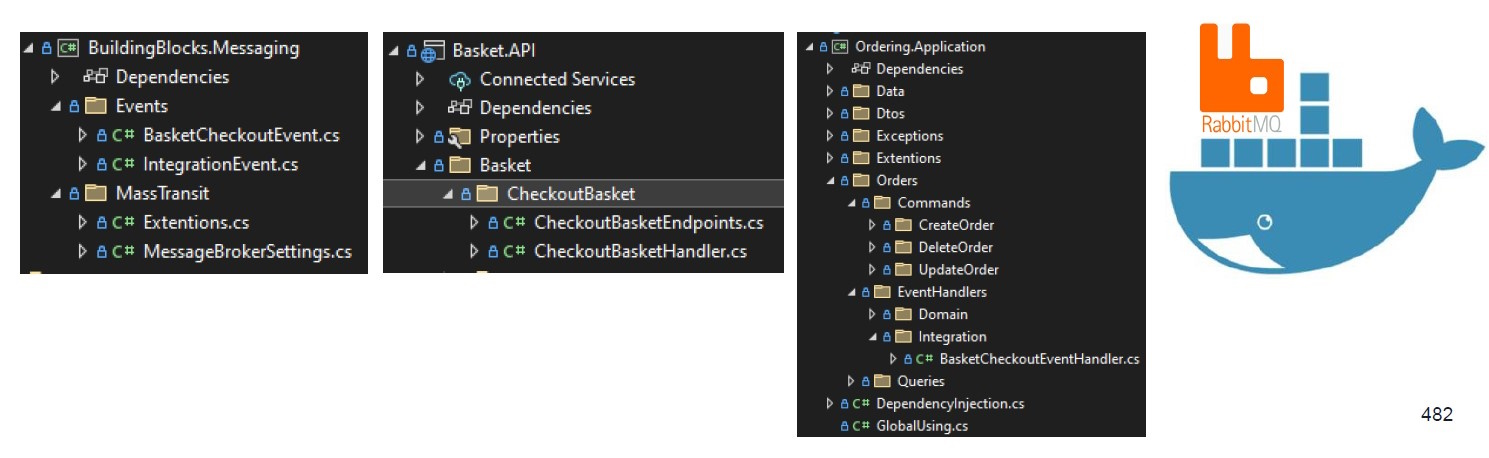 BuildingBlocks.Messaging
Dependencies
Events
C# BasketCheckoutEvent.cs
C# IntegrationEvent.cs
MassTransit
C# Extentions.cs
C# MessageBrokerSettings.cs
Basket.API
Connected Services
Dependencies
Properties
Basket
CheckoutBasket
C# CheckoutBasketEndpoints.cs
C# CheckoutBasketHandler.cs
C# Ordering.Application
Dependencies
Data
Dtos
Exceptions
Extentions
Orders
Commands
CreateOrder
DeleteOrder
UpdateOrder
EventHandlers
Domain
Integration
C# BasketCheckoutEventHandler.cs
Queries
C# DependencyInjection.cs
C# GlobalUsing.cs
RabbitMQ
482